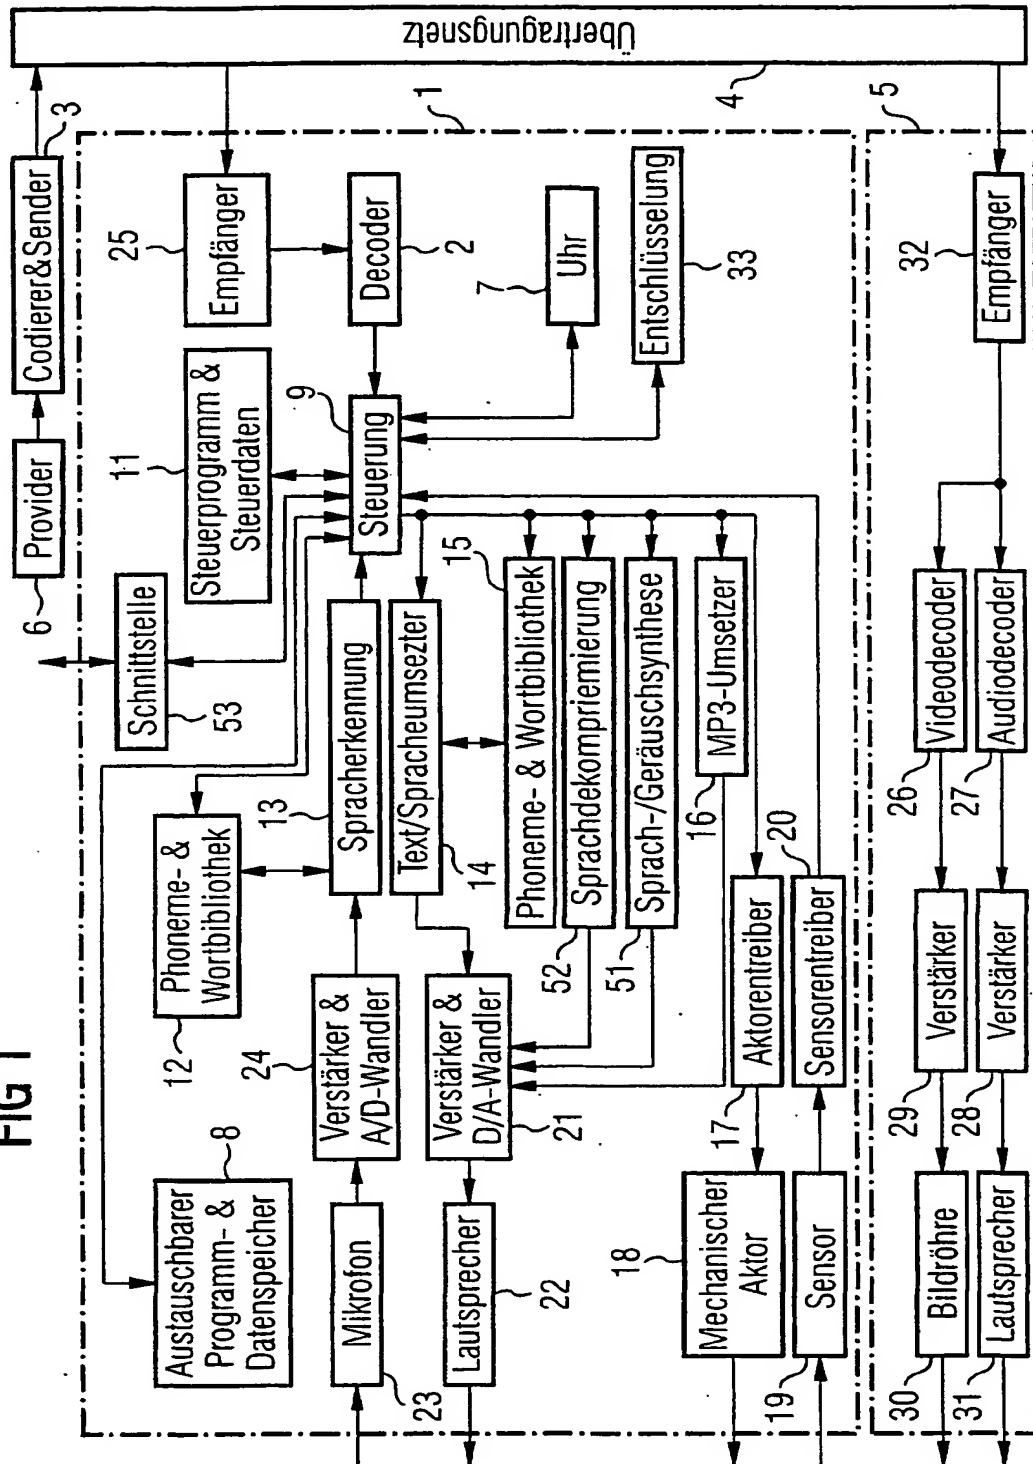 FIG 1
6
Provider
Codierer&Sender
3
Übertragungsnetz
4
1
5
Schnittstelle
53
Austauschbarer
Programm- &
Datenspeicher
8
12
Phoneme- &
Wortbibliothek
11
Steuerprogramm &
Steuerdaten
25
Empfänger
Decoder
2
Mikrofon
23
24
Verstärker &
A/D-Wandler
13
Spracherkennung
9
Steuerung
7
Uhr
Entschlüsselung
33
Lautsprecher
22
Verstärker &
D/A-Wandler
21
Text/Spracheumsezter
14
15
Phoneme- & Wortbibliothek
52
Sprachdekompriemierung
51
Sprach-/Geräuschsynthese
16
MP3-Umsetzer
18
Mechanischer
Aktor
17
Aktorentreiber
19
Sensor
20
Sensorentreiber
30
Bildröhre
29
Verstärker
26
Videodecoder
32
Empfänger
31
Lautsprecher
28
Verstärker
27
Audiodecoder